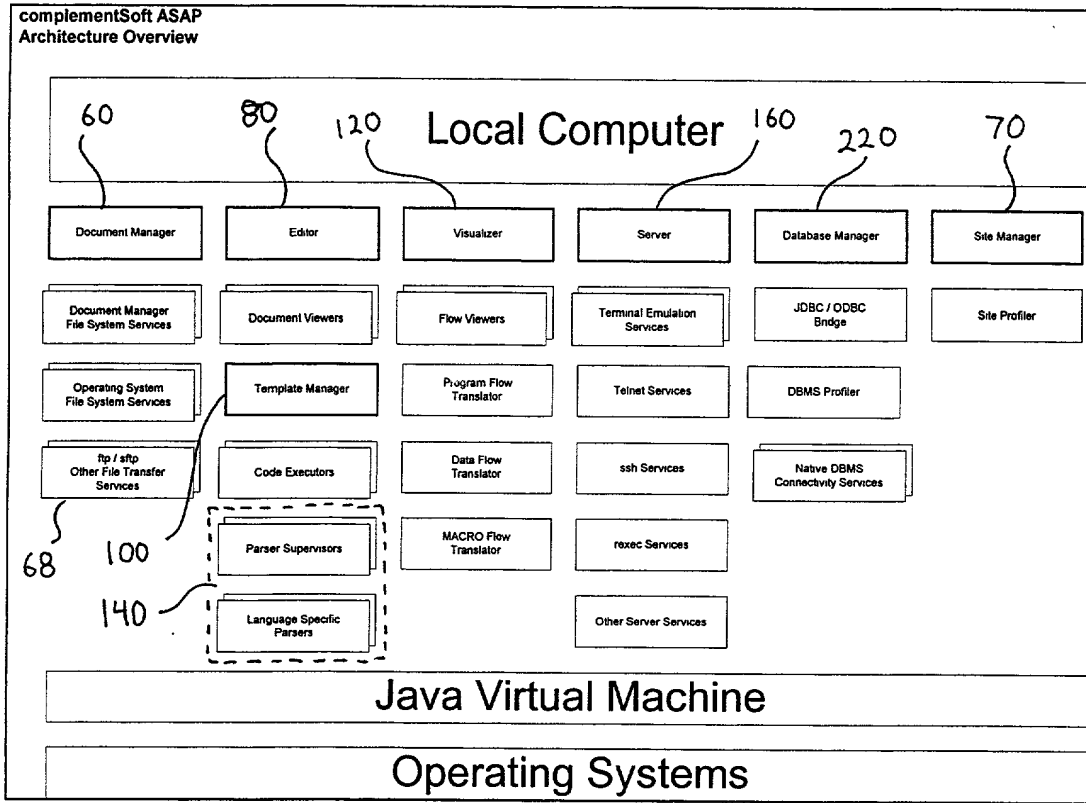 complementSoft ASAP
Architecture Overview
Local Computer
60
80
120
160
220
70
Document Manager
Editor
Visualizer
Server
Database Manager
Site Manager
Document Manager
File System Services
Document Viewers
Flow Viewers
Terminal Emulation
Services
JDBC / ODBC
Bridge
Site Profiler
Operating System
File System Services
Template Manager
Program Flow
Translator
Telnet Services
DBMS Profiler
ftp / sftp
Other File Transfer
Services
Code Executors
Data Flow
Translator
ssh Services
Native DBMS
Connectivity Services
68
100
Parser Supervisors
MACRO Flow
Translator
rexec Services
140
Language Specific
Parsers
Other Server Services
Java Virtual Machine
Operating Systems